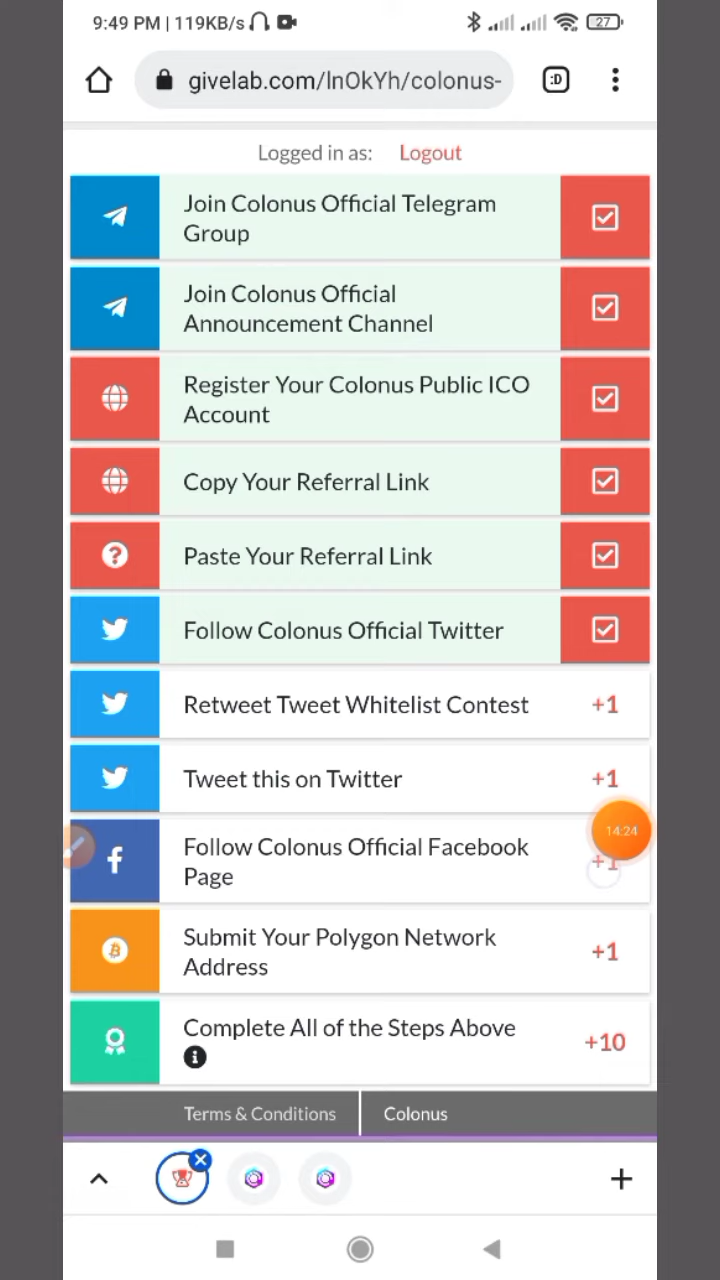 9:49 PM | 119KB/s
27
givelab.com/lnOkYh/colonus-
:D
Logged in as: Logout
Join Colonus Official Telegram
Group
Join Colonus Official
Announcement Channel
Register Your Colonus Public ICO
Account
Copy Your Referral Link
Paste Your Referral Link
Follow Colonus Official Twitter
Retweet Tweet Whitelist Contest +1
Tweet this on Twitter +1
14:24
Follow Colonus Official Facebook
Page +1
Submit Your Polygon Network
Address +1
Complete All of the Steps Above +10
Terms & Conditions Colonus